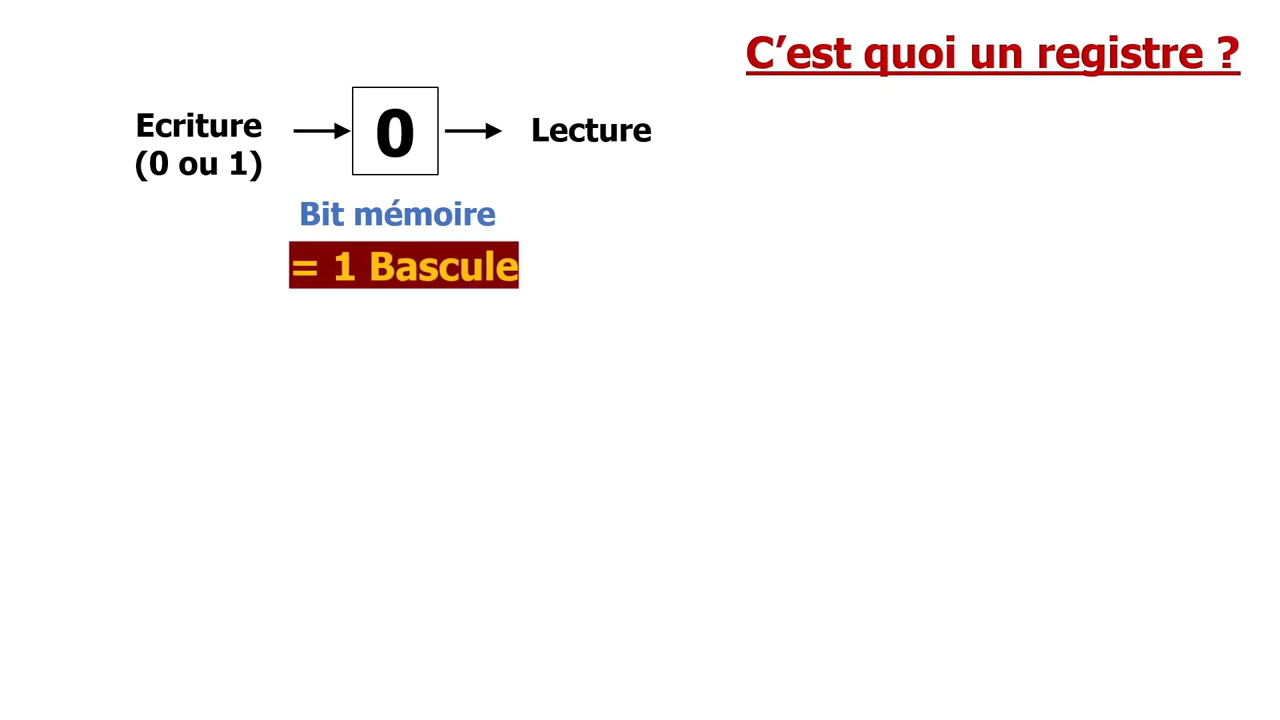 C’est quoi un registre ?
Ecriture
(0 ou 1)
0
Lecture
Bit mémoire
= 1 Bascule